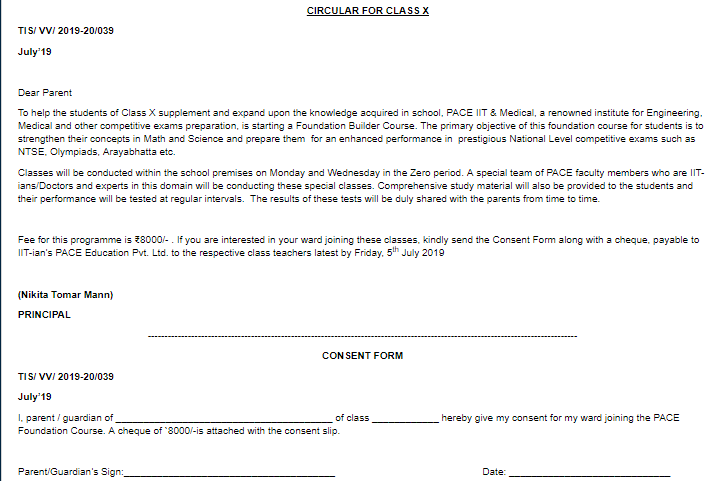 CIRCULAR FOR CLASS X
TIS/ VV/ 2019-20/039
July'19
Dear Parent
To help the students of Class X supplement and expand upon the knowledge acquired in school, PACE IIT & Medical, a renowned institute for Engineering,
Medical and other competitive exams preparation, is starting a Foundation Builder Course. The primary objective of this foundation course for students is to
strengthen their concepts in Math and Science and prepare them for an enhanced performance in prestigious National Level competitive exams such as
NTSE, Olympiads, Arayabhatta etc.
Classes will be conducted within the school premises on Monday and Wednesday in the Zero period. A special team of PACE faculty members who are IIT-
ians/Doctors and experts in this domain will be conducting these special classes. Comprehensive study material will also be provided to the students and
their performance will be tested at regular intervals. The results of these tests will be duly shared with the parents from time to time.
Fee for this programme is ₹8000/- . If you are interested in your ward joining these classes, kindly send the Consent Form along with a cheque, payable to
IIT-ian's PACE Education Pvt. Ltd. to the respective class teachers latest by Friday, 5th July 2019
(Nikita Tomar Mann)
PRINCIPAL
CONSENT FORM
TIS/ VV/ 2019-20/039
July'19
I, parent / guardian of ______________________ of class ____________ hereby give my consent for my ward joining the PACE
Foundation Course. A cheque of `8000/-is attached with the consent slip.
Parent/Guardian's Sign:______________________ Date: ______________________